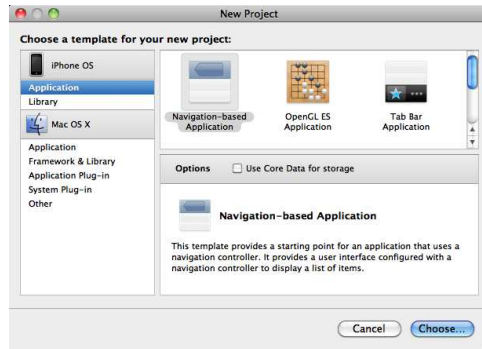 New Project
Choose a template for your new project:
iPhone OS
Application
Library
Mac OS X
Application
Framework & Library
Application Plug-in
System Plug-in
Other
Navigation-based
Application
OpenGL ES
Application
Tab Bar
Application
Options
Use Core Data for storage
Navigation-based Application
This template provides a starting point for an application that uses a
navigation controller. It provides a user interface configured with a
navigation controller to display a list of items.
Cancel
Choose...